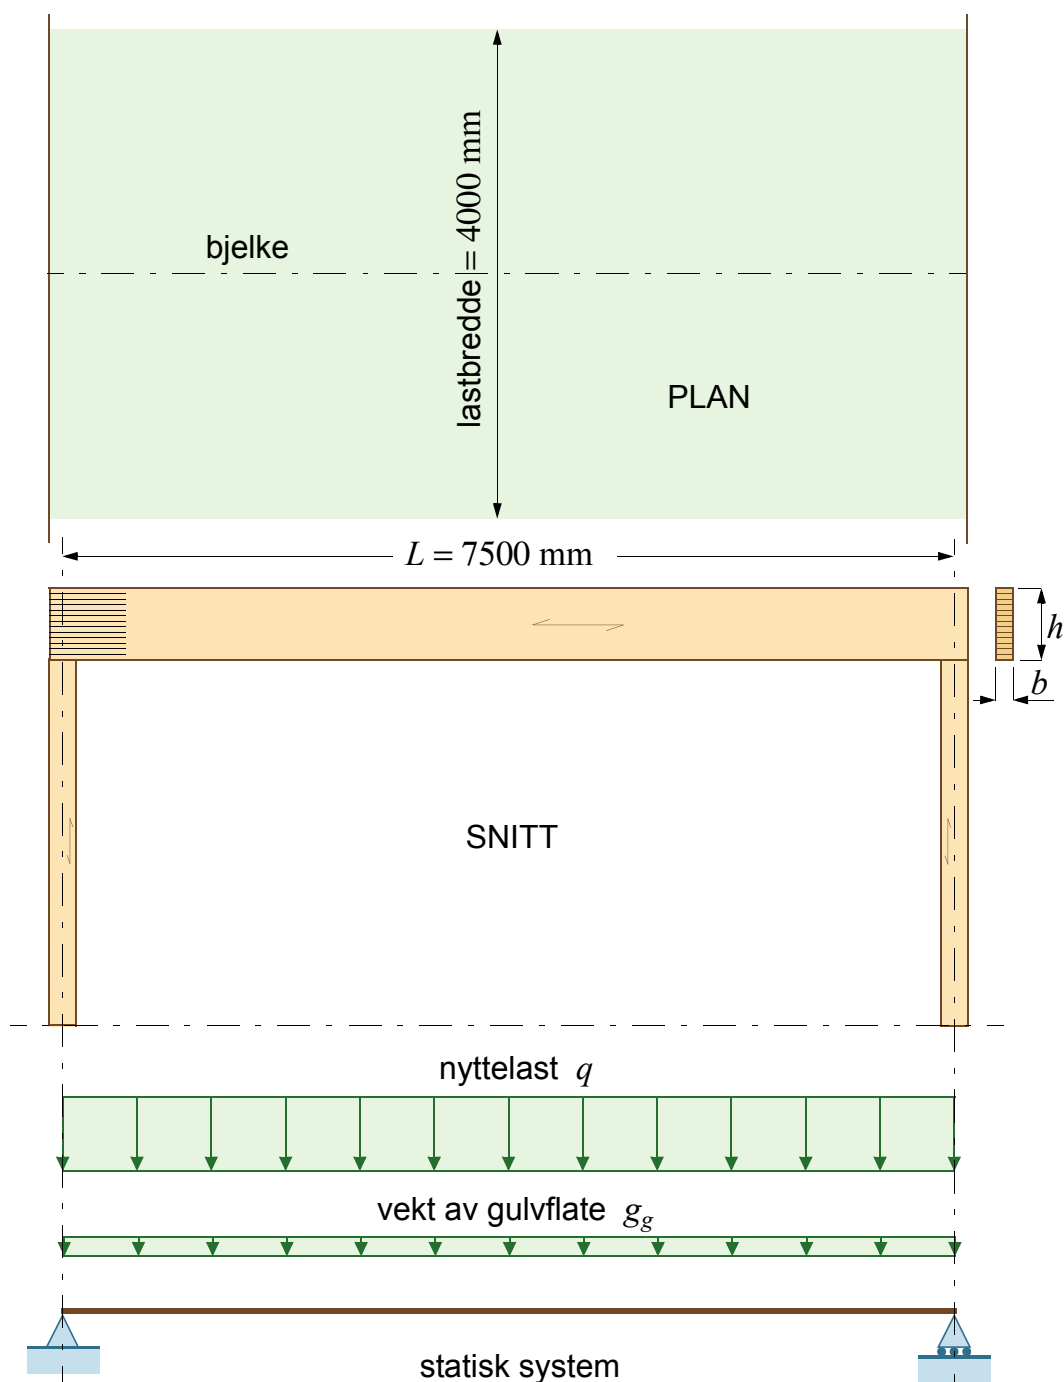 bjelke
lastbredde = 4000 mm
PLAN
L = 7500 mm
h
b
SNITT
nyttelast q
vekt av gulvflate g_g
statisk system